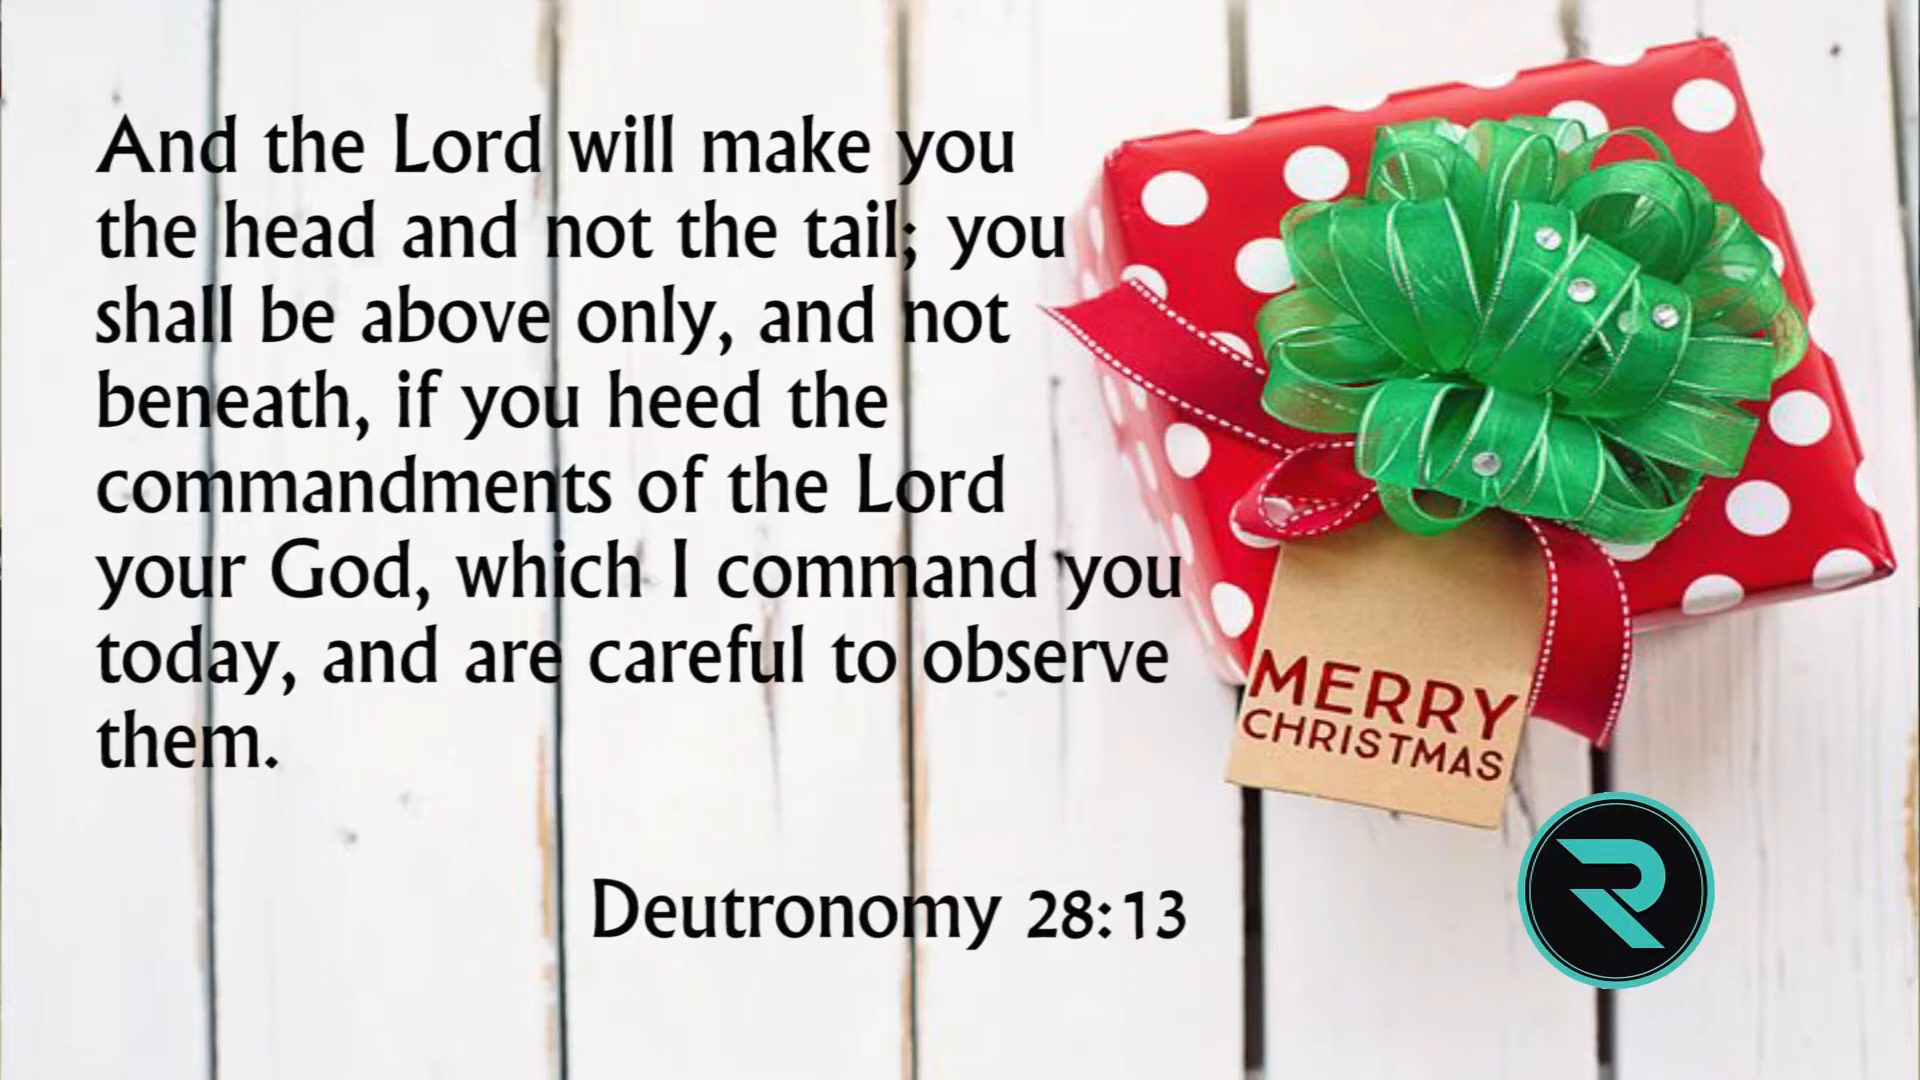 And the Lord will make you
the head and not the tail; you
shall be above only, and not
beneath, if you heed the
commandments of the Lord
your God, which I command you
today, and are careful to observe
them.
Deutronomy 28:13
MERRY
CHRISTMAS
R